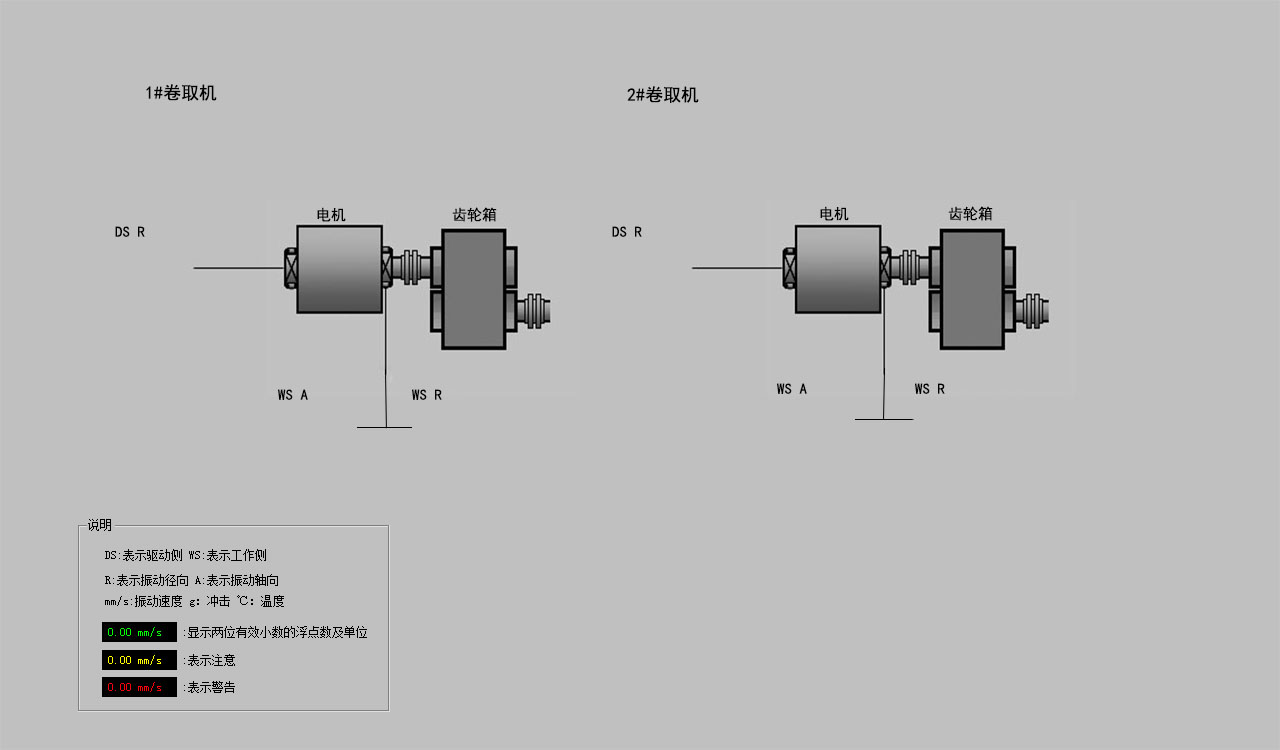 1#卷取机
2#卷取机
电机
齿轮箱
电机
齿轮箱
DS R
DS R
WS A
WS R
WS A
WS R
说明
DS:表示驱动侧 WS:表示工作侧
R:表示振动径向 A:表示振动轴向
mm/s:振动速度 g: 冲击 ℃: 温度
0.00 mm/s :显示两位有效小数的浮点数及单位
0.00 mm/s :表示注意
0.00 mm/s :表示警告